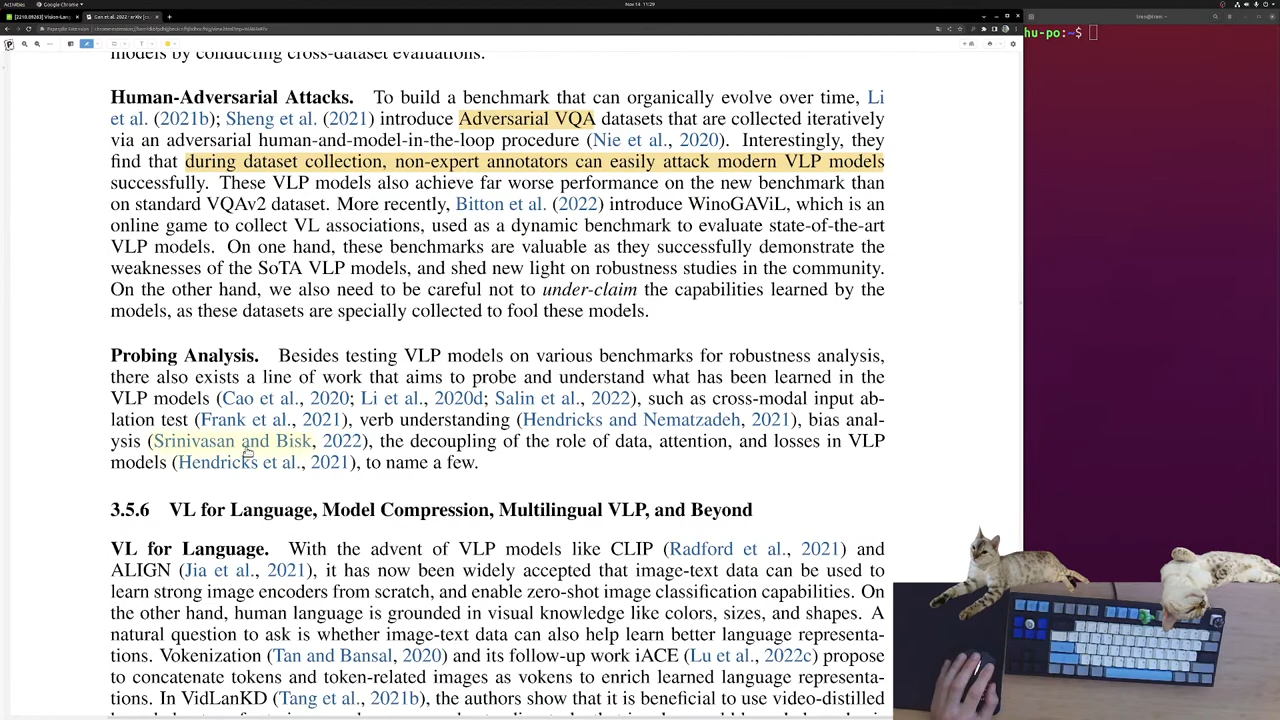 Activities
Google Chrome
Nov 14 11:29
[2210.09263] Vision-Lang
Gan et al. 2022 - arXiv [cs
tren@tren: ~
hu-po:~$
models by conducting cross-dataset evaluations.
Human-Adversarial Attacks. To build a benchmark that can organically evolve over time, Li
et al. (2021b); Sheng et al. (2021) introduce Adversarial VQA datasets that are collected iteratively
via an adversarial human-and-model-in-the-loop procedure (Nie et al., 2020). Interestingly, they
find that during dataset collection, non-expert annotators can easily attack modern VLP models
successfully. These VLP models also achieve far worse performance on the new benchmark than
on standard VQAv2 dataset. More recently, Bitton et al. (2022) introduce WinoGAViL, which is an
online game to collect VL associations, used as a dynamic benchmark to evaluate state-of-the-art
VLP models. On one hand, these benchmarks are valuable as they successfully demonstrate the
weaknesses of the SoTA VLP models, and shed new light on robustness studies in the community.
On the other hand, we also need to be careful not to under-claim the capabilities learned by the
models, as these datasets are specially collected to fool these models.
Probing Analysis. Besides testing VLP models on various benchmarks for robustness analysis,
there also exists a line of work that aims to probe and understand what has been learned in the
VLP models (Cao et al., 2020; Li et al., 2020d; Salin et al., 2022), such as cross-modal input ab-
lation test (Frank et al., 2021), verb understanding (Hendricks and Nematzadeh, 2021), bias anal-
ysis (Srinivasan and Bisk, 2022), the decoupling of the role of data, attention, and losses in VLP
models (Hendricks et al., 2021), to name a few.
3.5.6 VL for Language, Model Compression, Multilingual VLP, and Beyond
VL for Language. With the advent of VLP models like CLIP (Radford et al., 2021) and
ALIGN (Jia et al., 2021), it has now been widely accepted that image-text data can be used to
learn strong image encoders from scratch, and enable zero-shot image classification capabilities. On
the other hand, human language is grounded in visual knowledge like colors, sizes, and shapes. A
natural question to ask is whether image-text data can also help learn better language representa-
tions. Vokenization (Tan and Bansal, 2020) and its follow-up work iACE (Lu et al., 2022c) propose
to concatenate tokens and token-related images as vokens to enrich learned language representa-
tions. In VidLanKD (Tang et al., 2021b), the authors show that it is beneficial to use video-distilled